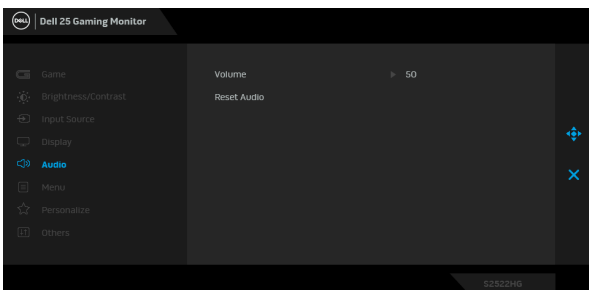 DELL Dell 25 Gaming Monitor
Game
Volume 50
Brightness/Contrast
Reset Audio
Input Source
Display
Audio
Menu
Personalize
Others
S2522HG